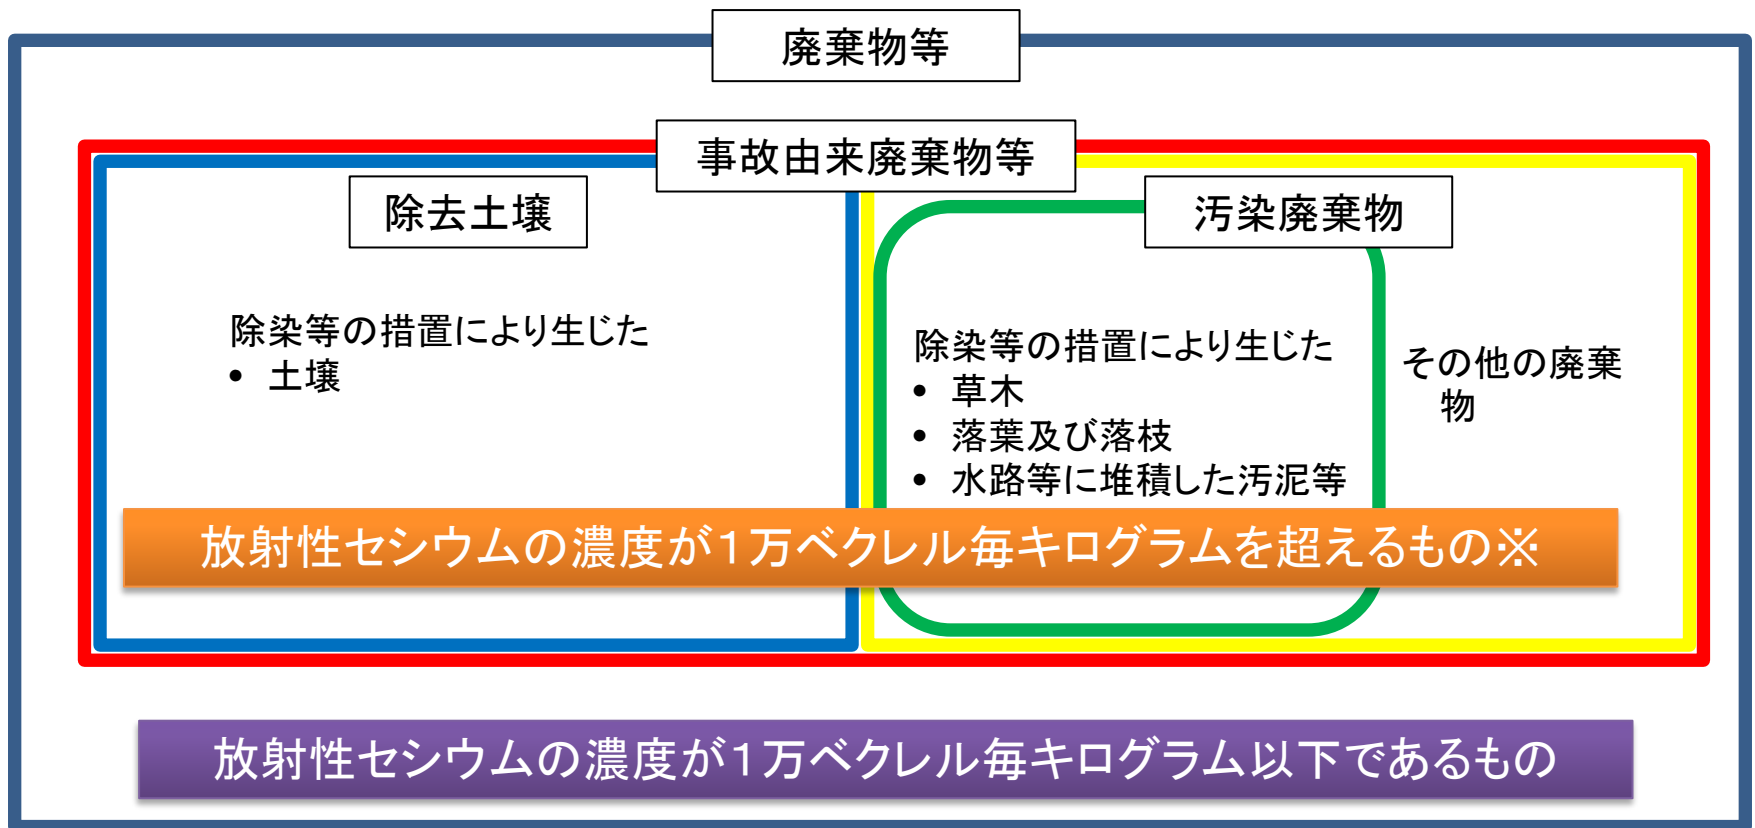 廃棄物等
事故由来廃棄物等
除去土壌
除染等の措置により生じた
• 土壌
汚染廃棄物
除染等の措置により生じた
• 草木
• 落葉及び落枝
• 水路等に堆積した汚泥等
その他の廃棄
物
放射性セシウムの濃度が１万ベクレル毎キログラムを超えるもの※
放射性セシウムの濃度が１万ベクレル毎キログラム以下であるもの